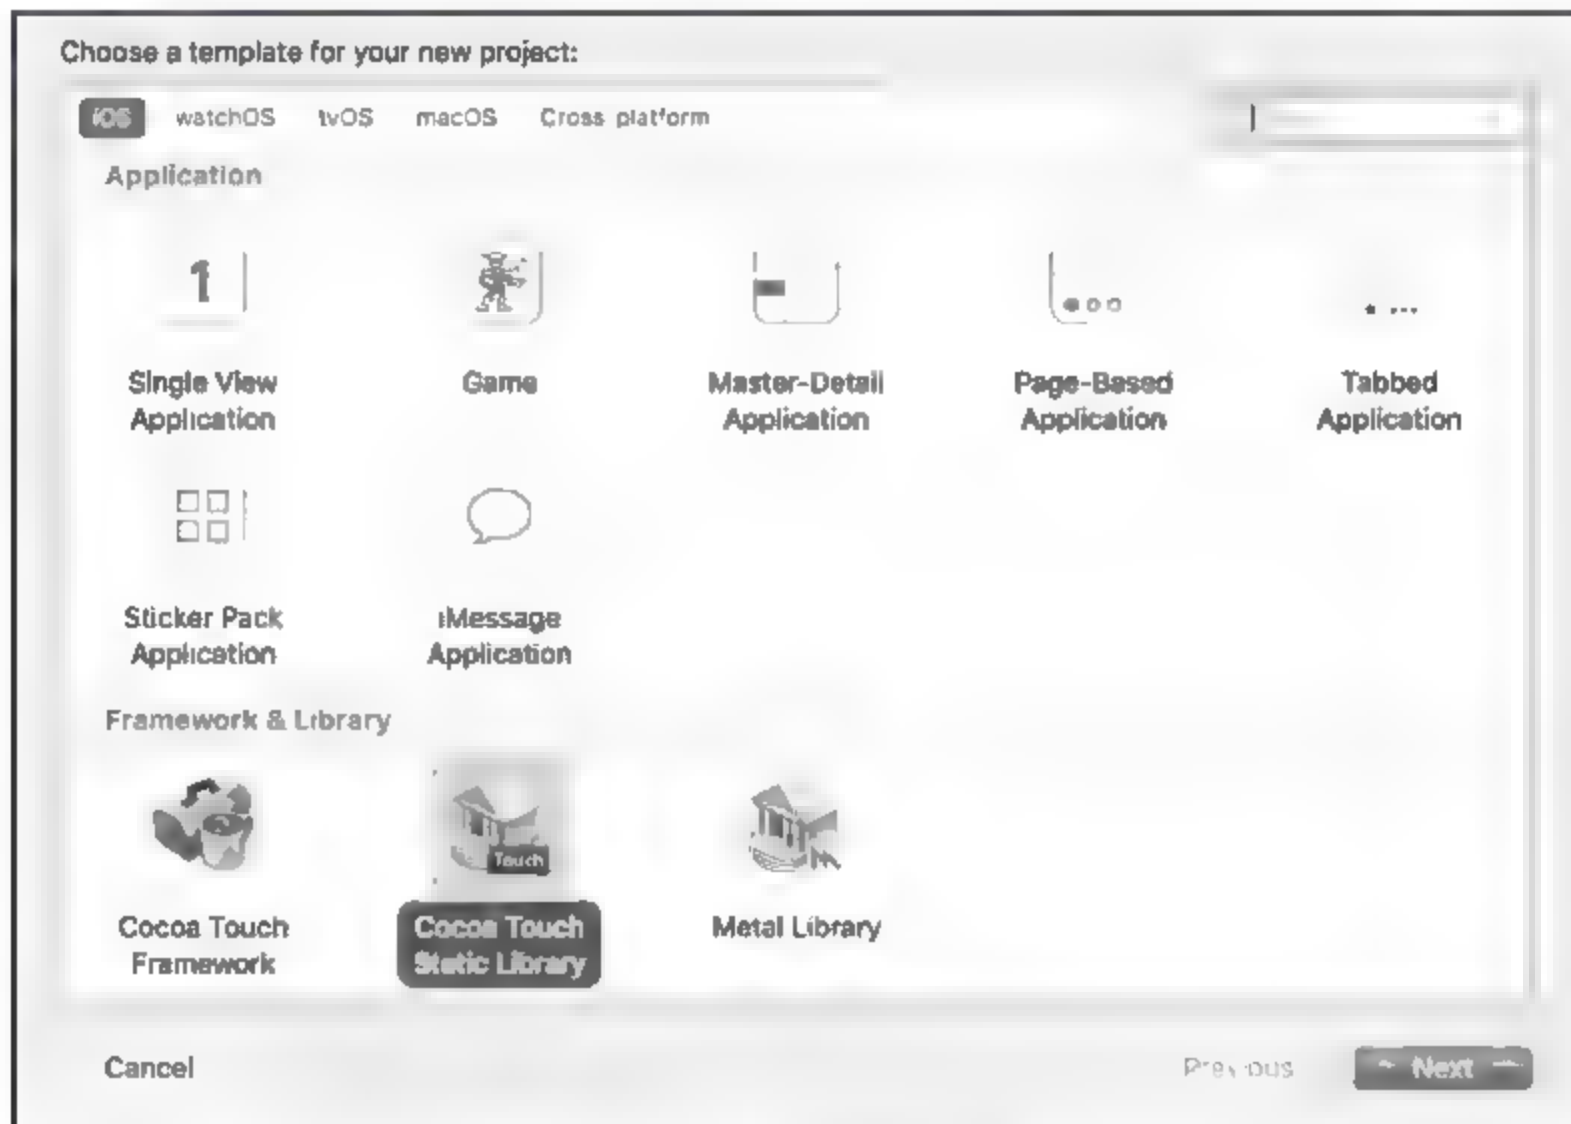 Choose a template for your new project:
iOS watchOS tvOS macOS Cross-platform
Application
1
Single View Application
Game
Master-Detail Application
Page-Based Application
Tabbed Application
Sticker Pack Application
iMessage Application
Framework & Library
Touch
Cocoa Touch Framework
Cocoa Touch Static Library
Metal Library
Cancel
Previous
Next